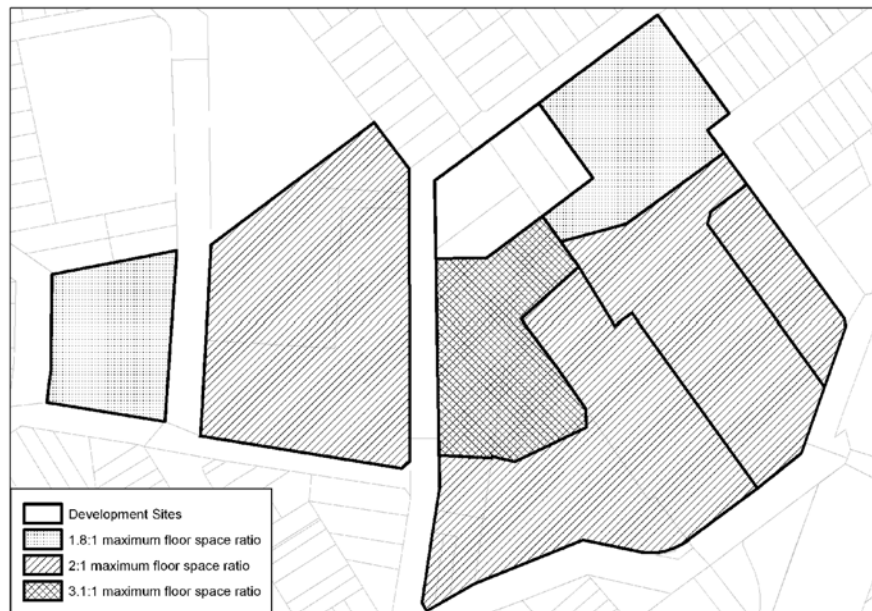 Development Sites
1.8:1 maximum floor space ratio
2:1 maximum floor space ratio
3.1:1 maximum floor space ratio